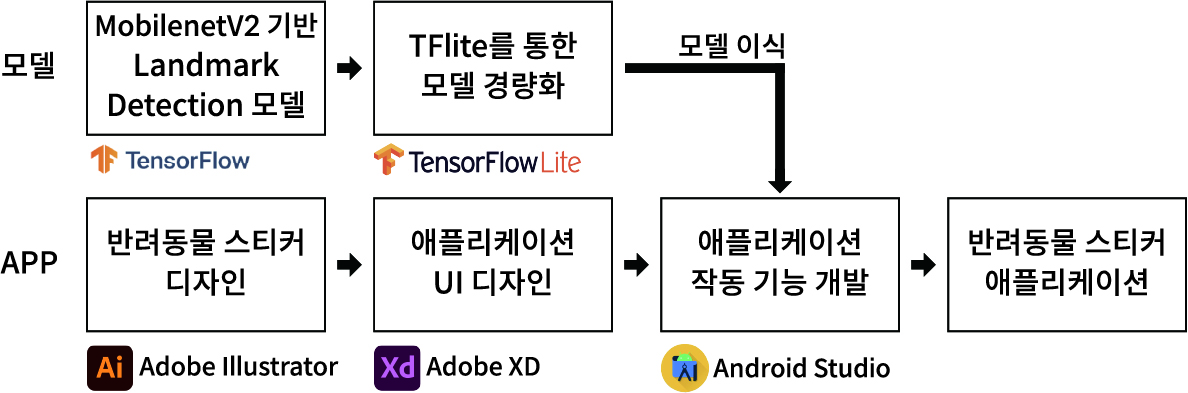 모델
MobilenetV2 기반
Landmark
Detection 모델
TFlite를 통한
모델 경량화
모델 이식
TensorFlow
TensorFlow Lite
APP
반려동물 스티커
디자인
애플리케이션
UI 디자인
애플리케이션
작동 기능 개발
반려동물 스티커
애플리케이션
Ai Adobe Illustrator
Xd Adobe XD
Android Studio